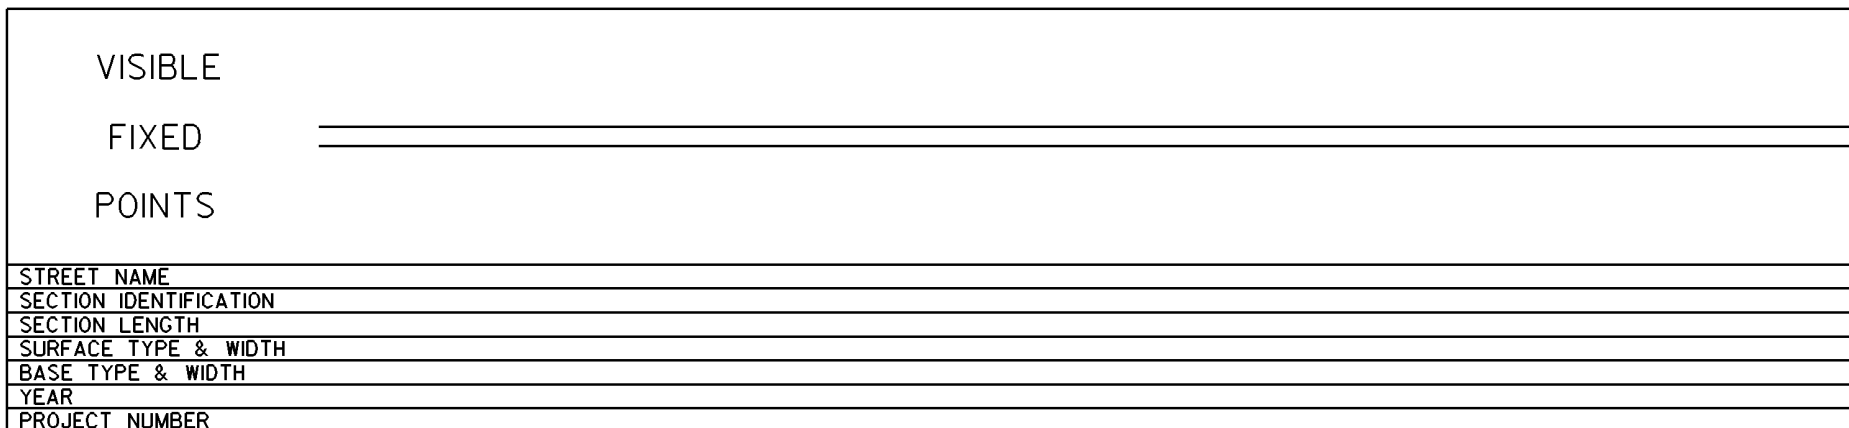 VISIBLE
FIXED
POINTS
STREET NAME
SECTION IDENTIFICATION
SECTION LENGTH
SURFACE TYPE & WIDTH
BASE TYPE & WIDTH
YEAR
PROJECT NUMBER